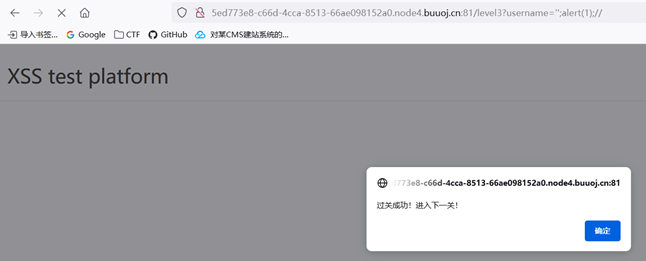 5ed773e8-c66d-4cca-8513-66ae098152a0.node4.buuoj.cn:81/level3?username='';alert(1);//
导入书签... Google CTF GitHub 对某CMS建站系统的...
XSS test platform
773e8-c66d-4cca-8513-66ae098152a0.node4.buuoj.cn:81
过关成功！进入下一关！
确定